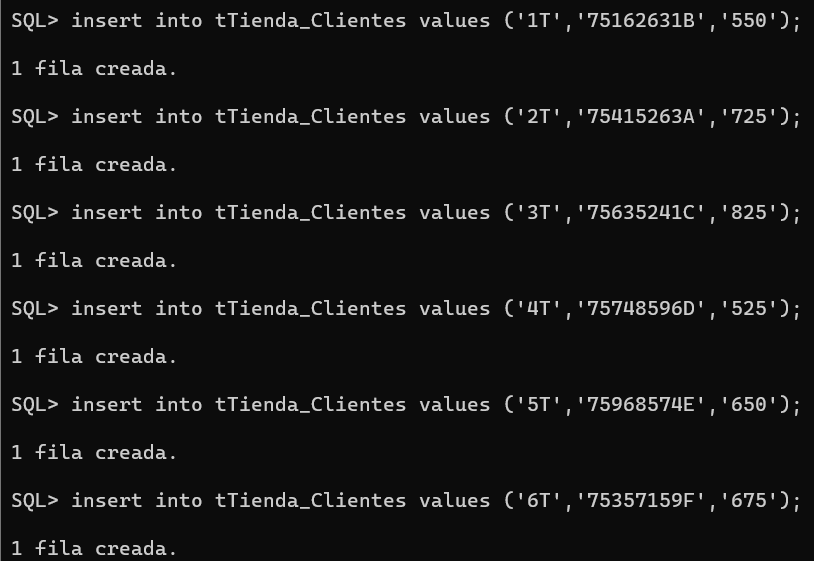 SQL> insert into tTienda_Clientes values ('1T','75162631B','550');
1 fila creada.
SQL> insert into tTienda_Clientes values ('2T','75415263A','725');
1 fila creada.
SQL> insert into tTienda_Clientes values ('3T','75635241C','825');
1 fila creada.
SQL> insert into tTienda_Clientes values ('4T','75748596D','525');
1 fila creada.
SQL> insert into tTienda_Clientes values ('5T','75968574E','650');
1 fila creada.
SQL> insert into tTienda_Clientes values ('6T','75357159F','675');
1 fila creada.